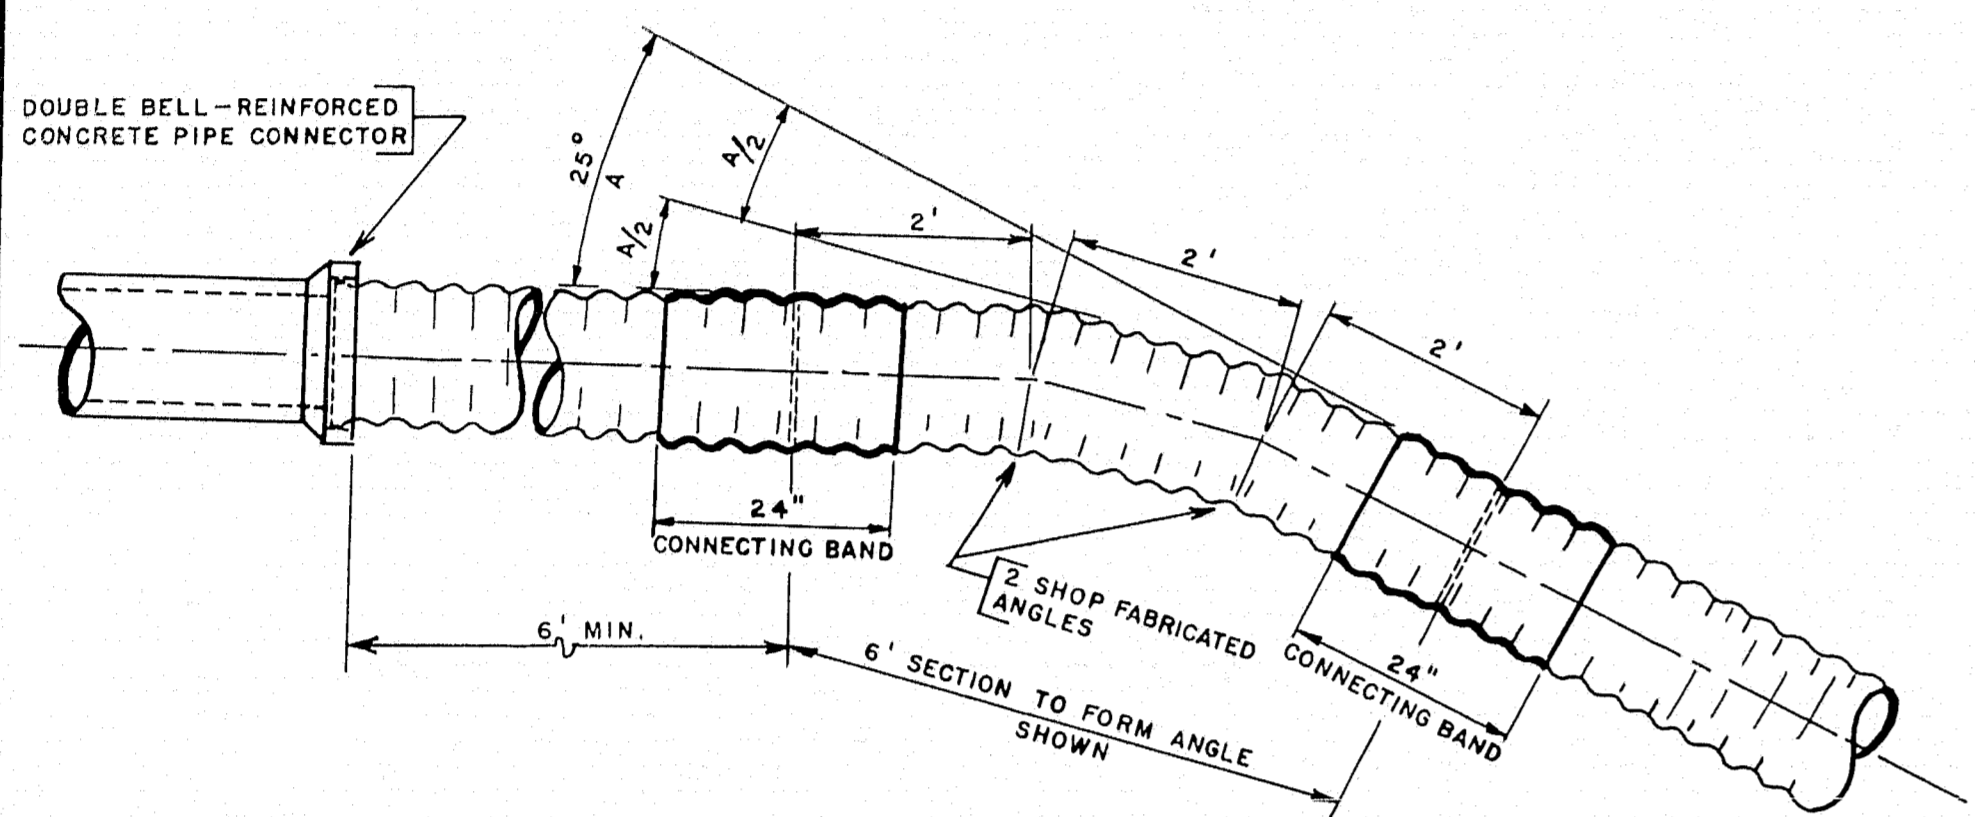 DOUBLE BELL-REINFORCED
CONCRETE PIPE CONNECTOR
25°
A
A/2
A/2
2'
2'
2'
24"
CONNECTING BAND
2 SHOP FABRICATED
ANGLES
6' MIN.
6' SECTION TO FORM ANGLE
SHOWN
24"
CONNECTING BAND